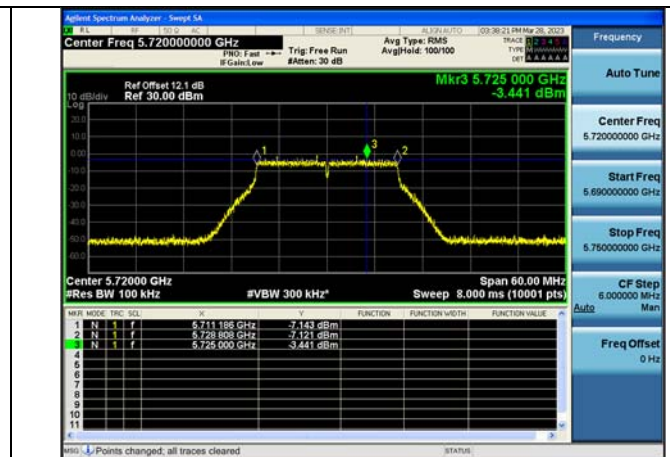 Agilent Spectrum Analyzer - Swept SA
RL RF 50 Ω AC SENSE:INT ALIGN AUTO 03:38:21 PM Mar 28, 2023
Center Freq 5.720000000 GHz
PNO: Fast
IFGain:Low
Trig: Free Run
#Atten: 30 dB
Avg Type: RMS
Avg|Hold: 100/100
TRACE 1 2 3 4 5 6
TYPE
DET A A A A A A
Frequency
Mkr3 5.725 000 GHz
-3.441 dBm
Ref Offset 12.1 dB
Ref 30.00 dBm
10 dB/div
Log
20.0
10.0
0.00
-10.0
-20.0
-30.0
-40.0
-50.0
-60.0
1
3
2
Center 5.72000 GHz
#Res BW 100 kHz
#VBW 300 kHz*
Span 60.00 MHz
Sweep 8.000 ms (10001 pts)
MKR MODE TRC SCL X Y FUNCTION FUNCTION WIDTH FUNCTION VALUE
1 N 1 f 5.711 186 GHz -7.143 dBm
2 N 1 f 5.728 808 GHz -7.121 dBm
3 N 1 f 5.725 000 GHz -3.441 dBm
4
5
6
7
8
9
10
11
MSG Points changed; all traces cleared STATUS
Auto Tune
Center Freq
5.720000000 GHz
Start Freq
5.690000000 GHz
Stop Freq
5.750000000 GHz
CF Step
6.000000 MHz
Auto Man
Freq Offset
0 Hz